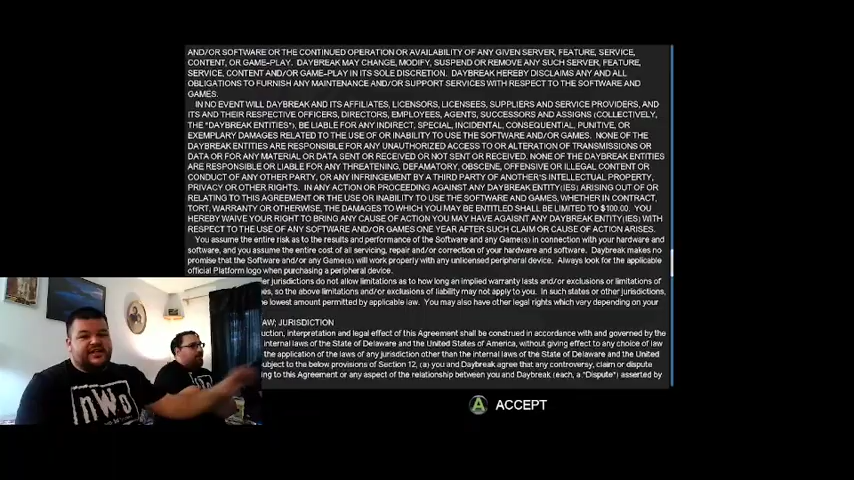 AND/OR SOFTWARE OR THE CONTINUED OPERATION OR AVAILABILITY OF ANY GIVEN SERVER, FEATURE, SERVICE,
CONTENT, OR GAME-PLAY. DAYBREAK MAY CHANGE, MODIFY, SUSPEND OR REMOVE ANY SUCH SERVER, FEATURE,
SERVICE, CONTENT AND/OR GAME-PLAY IN ITS SOLE DISCRETION. DAYBREAK HEREBY DISCLAIMS ANY AND ALL
OBLIGATIONS TO FURNISH ANY MAINTENANCE AND/OR SUPPORT SERVICES WITH RESPECT TO THE SOFTWARE AND
GAMES.
IN NO EVENT WILL DAYBREAK AND ITS AFFILIATES, LICENSORS, LICENSEES, SUPPLIERS AND SERVICE PROVIDERS, AND
ITS AND THEIR RESPECTIVE OFFICERS, DIRECTORS, EMPLOYEES, AGENTS, SUCCESSORS AND ASSIGNS (COLLECTIVELY,
THE "DAYBREAK ENTITIES"), BE LIABLE FOR ANY INDIRECT, SPECIAL, INCIDENTAL, CONSEQUENTIAL, PUNITIVE, OR
EXEMPLARY DAMAGES RELATED TO THE USE OF OR INABILITY TO USE THE SOFTWARE AND/OR GAMES. NONE OF THE
DAYBREAK ENTITIES ARE RESPONSIBLE FOR ANY UNAUTHORIZED ACCESS TO OR ALTERATION OF TRANSMISSIONS
OR DATA OR FOR ANY MATERIAL OR DATA SENT OR RECEIVED OR NOT SENT OR RECEIVED. NONE OF THE DAYBREAK ENTITIES
ARE RESPONSIBLE OR LIABLE FOR ANY THREATENING, DEFAMATORY, OBSCENE, OFFENSIVE OR ILLEGAL CONTENT OR
CONDUCT OF ANY OTHER PARTY, OR ANY INFRINGEMENT BY A THIRD PARTY OF ANOTHER'S INTELLECTUAL PROPERTY,
PRIVACY OR OTHER RIGHTS. IN ANY ACTION OR PROCEEDING AGAINST ANY DAYBREAK ENTITY(IES) ARISING OUT OF OR
RELATING TO THIS AGREEMENT OR THE USE OR INABILITY TO USE THE SOFTWARE AND GAMES, WHETHER IN CONTRACT,
TORT, WARRANTY OR OTHERWISE, THE DAMAGES TO WHICH YOU MAY BE ENTITLED SHALL BE LIMITED TO $100.00. YOU
HEREBY WAIVE YOUR RIGHT TO BRING ANY CAUSE OF ACTION YOU MAY HAVE AGAISNT ANY DAYBREAK ENTITY(IES) WITH
RESPECT TO THE USE OF ANY SOFTWARE AND/OR GAMES ONE YEAR AFTER SUCH CLAIM OR CAUSE OF ACTION ARISES.
You assume the entire risk as to the results and performance of the Software and any Game(s) in connection with your hardware and
software, and you assume the entire cost of all servicing, repair and/or correction of your hardware and software. Daybreak makes no
promise that the Software and/or any Game(s) will work properly with any unlicensed peripheral device. Always look for the applicable
official Platform logo when purchasing a peripheral device.
er jurisdictions do not allow limitations as to how long an implied warranty lasts and/or exclusions or limitations of
es, so the above limitations and/or exclusions of liability may not apply to you. In such states or other jurisdictions,
e lowest amount permitted by applicable law. You may also have other legal rights which vary depending on your
AW; JURISDICTION
uction, interpretation and legal effect of this Agreement shall be construed in accordance with and governed by the
internal laws of the State of Delaware and the United States of America, without giving effect to any choice of law
the application of the laws of any jurisdiction other than the internal laws of the State of Delaware and the United
ubject to the below provisions of Section 12, (a) you and Daybreak agree that any controversy, claim or dispute
ng to this Agreement or any aspect of the relationship between you and Daybreak (each, a "Dispute") asserted by
A ACCEPT
nWo